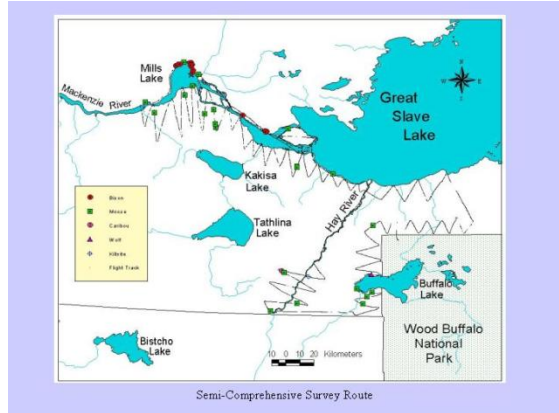 Mills
Lake
Mackenzie River
Great
Slave
Lake
N
W
E
S
Kakisa
Lake
Tathlina
Lake
Hay River
Bison
Moose
Caribou
Wolf
Killsite
Flight Track
Buffalo
Lake
Wood Buffalo
National
Park
Bistcho
Lake
10 0 10 20 Kilometers
Semi-Comprehensive Survey Route